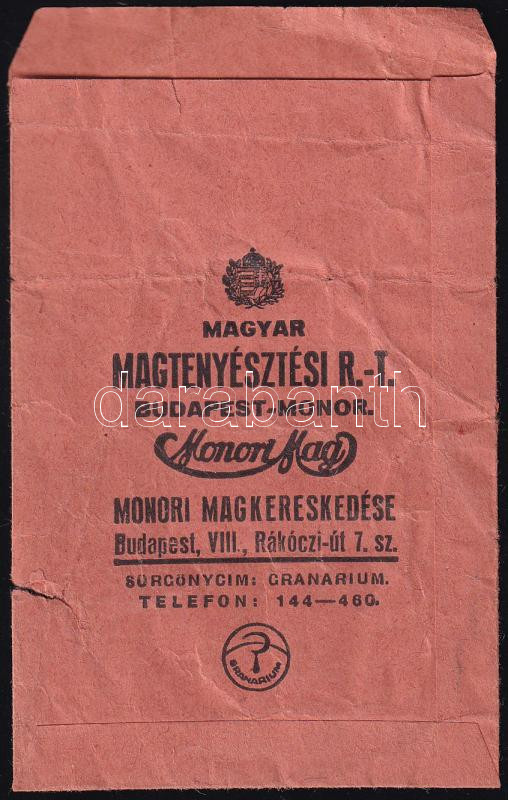 MAGYAR
MAGTENYÉSZTÉSI R.-T.
BUDAPEST-MONOR.
Monori Mag
MONORI MAGKERESKEDÉSE
Budapest, VIII., Rákóczi-út 7. sz.
SÜRGÖNYCIM: GRANARIUM.
TELEFON: 144—460.
GRANARIUM
darabanth